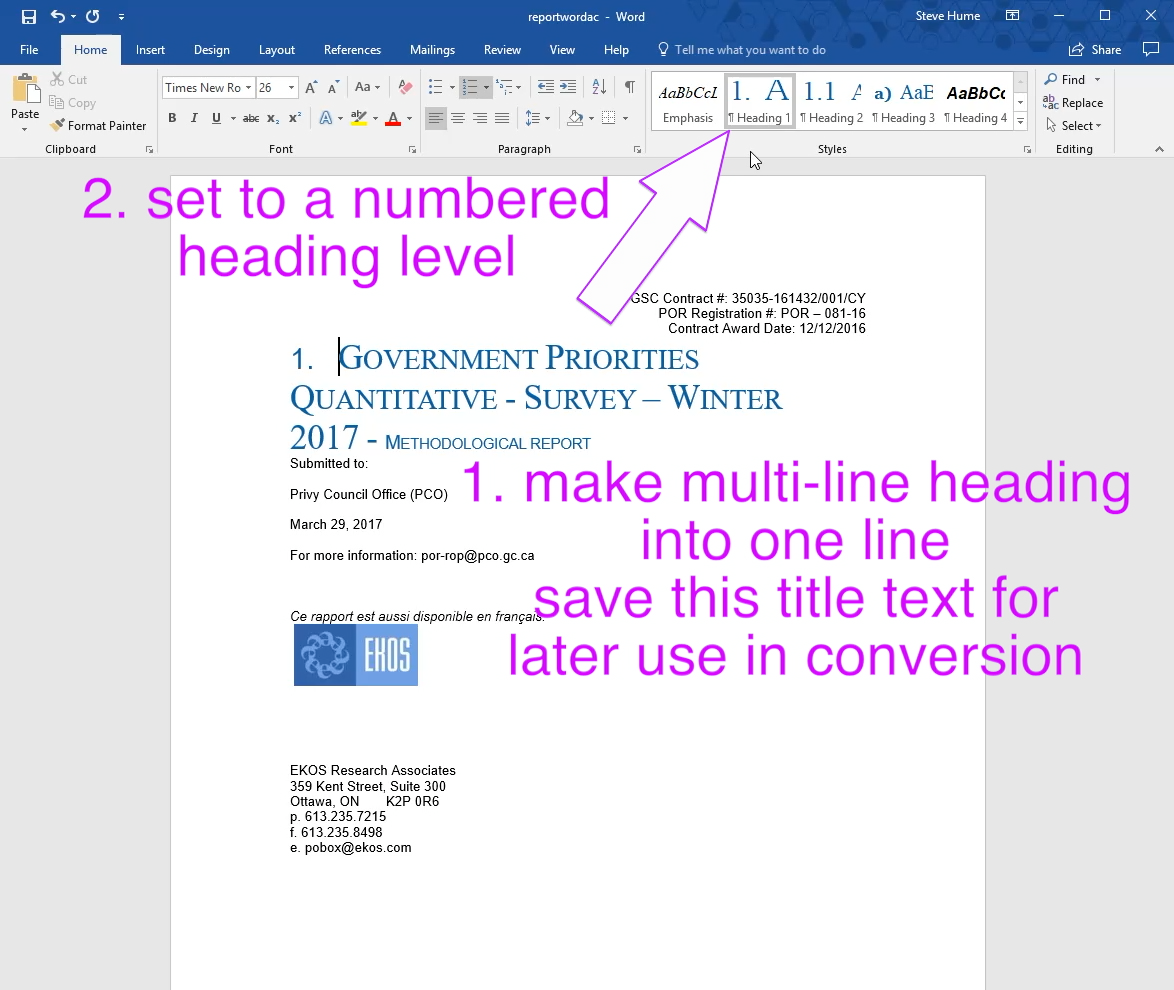 reportwordac - Word
Steve Hume
File Home Insert Design Layout References Mailings Review View Help Tell me what you want to do Share
Paste
Cut
Copy
Format Painter
Clipboard
Times New Ro 26
Aa
B I U abc x₂ x² A ab A
Font
Paragraph
AaBbCcI 1. A 1.1 A a) AaB AaBbCc
Emphasis ¶ Heading 1 ¶ Heading 2 ¶ Heading 3 ¶ Heading 4
Styles
Find
Replace
Select
Editing
2. set to a numbered
heading level
GSC Contract #: 35035-161432/001/CY
POR Registration #: POR – 081-16
Contract Award Date: 12/12/2016
1. Government Priorities
Quantitative - Survey – Winter
2017 - Methodological report
Submitted to:
Privy Council Office (PCO)
March 29, 2017
For more information: por-rop@pco.gc.ca
1. make multi-line heading
into one line
save this title text for
later use in conversion
Ce rapport est aussi disponible en français.
EKOS
EKOS Research Associates
359 Kent Street, Suite 300
Ottawa, ON K2P 0R6
p. 613.235.7215
f. 613.235.8498
e. pobox@ekos.com